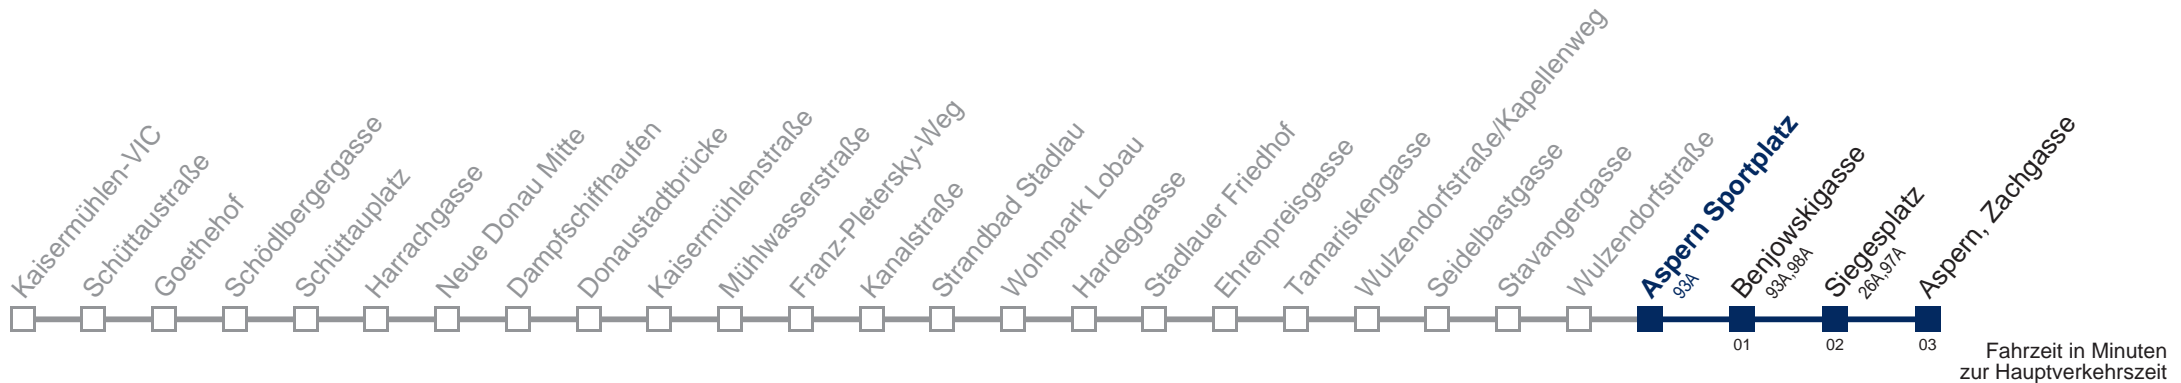 Kaisermühlen-VIC
Schüttaustraße
Goethehof
Schödlbergergasse
Schüttauplatz
Harrachgasse
Neue Donau Mitte
Dampfschiffhaufen
Donaustadtbrücke
Kaisermühlenstraße
Mühlwasserstraße
Franz-Pletersky-Weg
Kanalstraße
Strandbad Stadlau
Wohnpark Lobau
Hardeggasse
Stadlauer Friedhof
Ehrenpreisgasse
Tamariskengasse
Wulzendorfstraße/Kapellenweg
Seidelbastgasse
Stavangergasse
Wulzendorfstraße
Aspern Sportplatz
93A
Benjowskigasse
93A,98A
Siegesplatz
26A,97A
Aspern, Zachgasse
01
02
03
Fahrzeit in Minuten
zur Hauptverkehrszeit